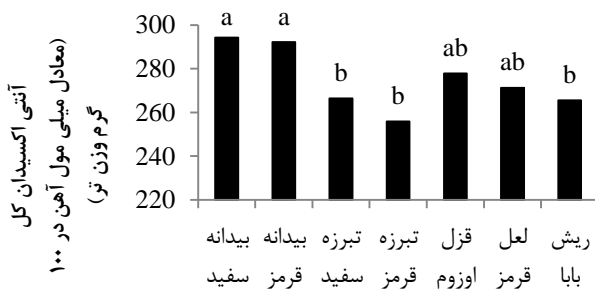 آنتی اکسیدان کل
(معادل میلی مول آهن در ۱۰۰
گرم وزن تر)
300
280
260
240
220
a
a
b
b
ab
ab
b
بیدانه سفید
بیدانه قرمز
تبرزه سفید
تبرزه قرمز
قزل اوزوم
لعل قرمز
ریش بابا